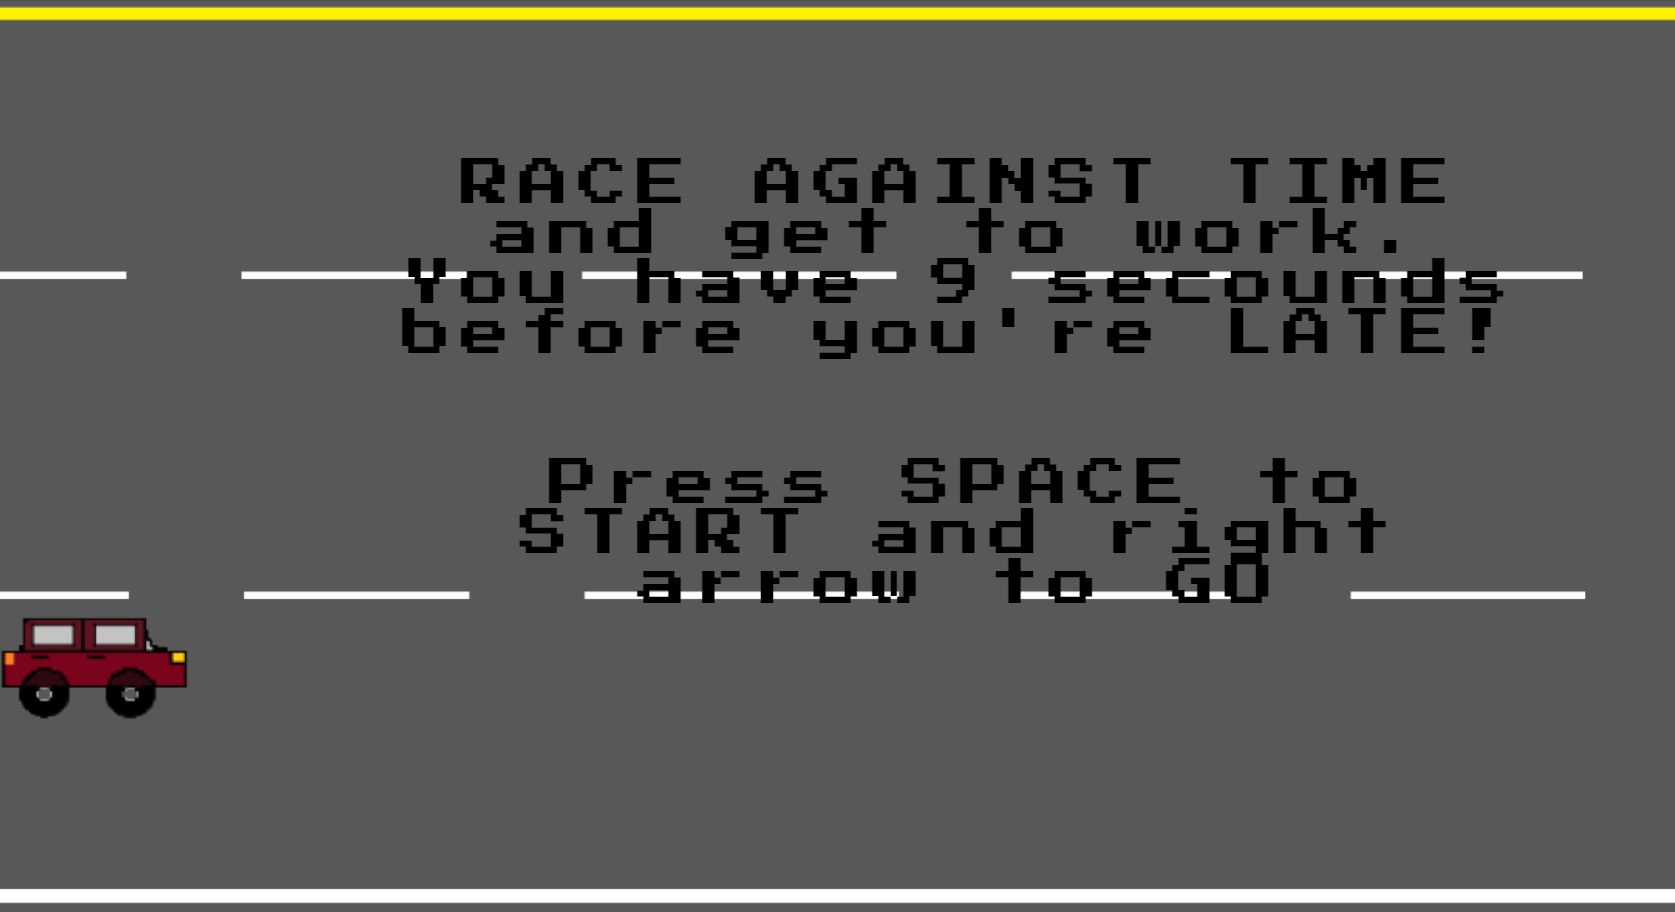 RACE AGAINST TIME
and get to work.
You have 9 secounds
before you're LATE!
Press SPACE to
START and right
arrow to GO